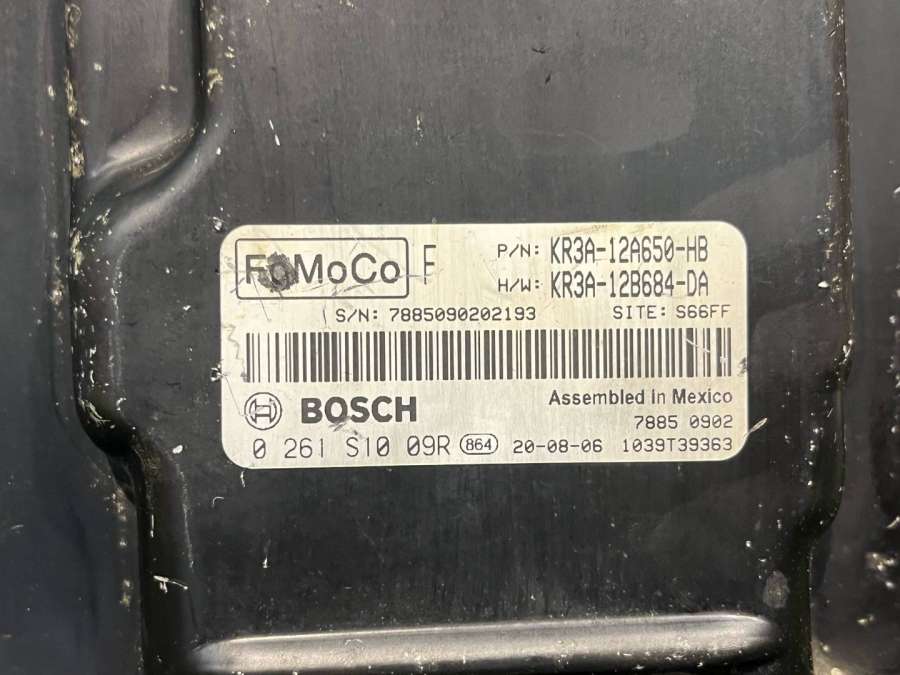 FoMoCo F P/N: KR3A-12A650-HB
H/W: KR3A-12B684-DA
S/N: 7885090202193 SITE: S66FF
BOSCH Assembled in Mexico
7885 0902
0 261 S10 09R 864 20-08-06 1039T39363